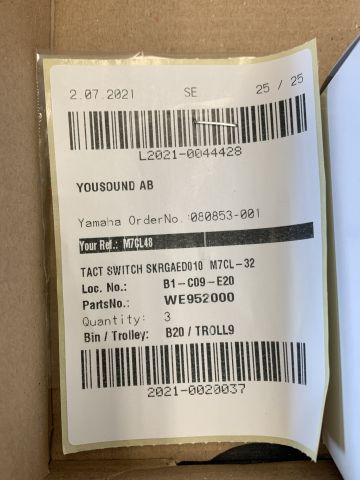 2.07.2021 SE 25 / 25
L2021-0044428
YOUSOUND AB
Yamaha OrderNo.:080853-001
Your Ref.: M7CL48
TACT SWITCH SKRGAED010 M7CL-32
Loc. No.: B1-C09-E20
PartsNo.: WE952000
Quantity: 3
Bin / Trolley: B20 / TROLL9
2021-0020037